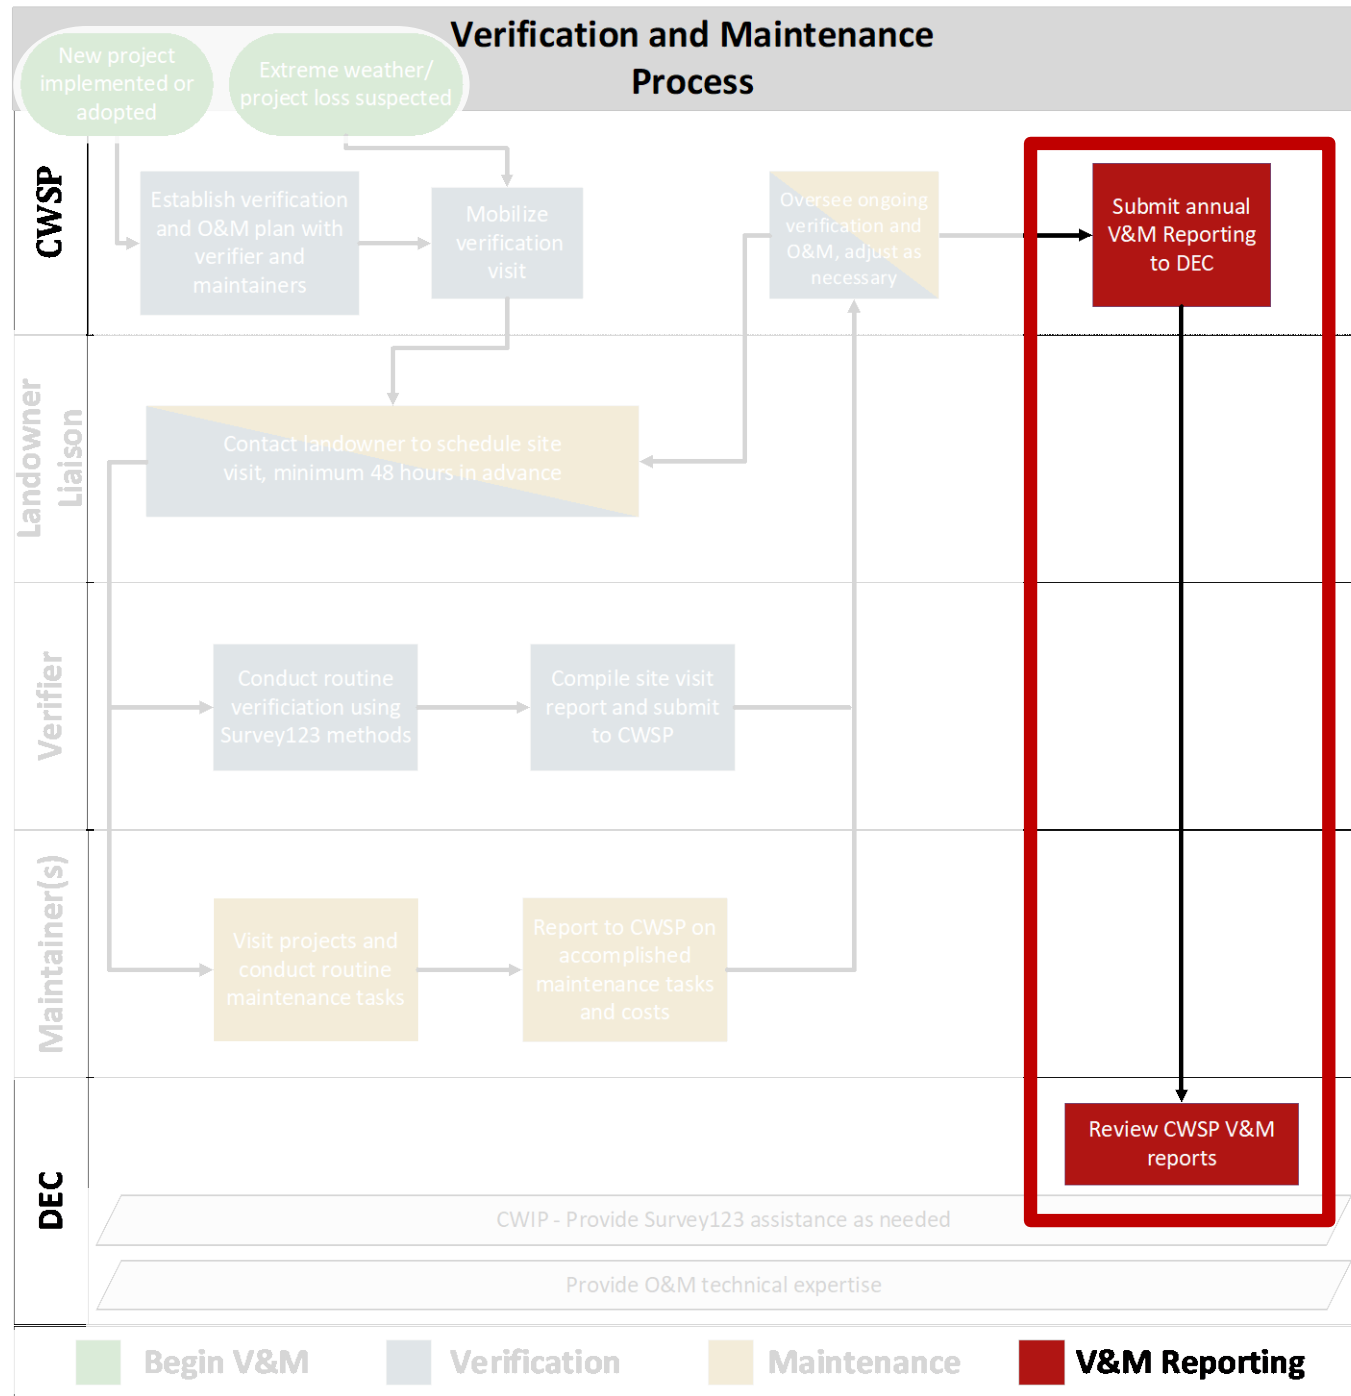 Verification and Maintenance
Process
New project
implemented or
adopted
Extreme weather/
project loss suspected
CWSP
Establish verification
and O&M plan with
verifier and
maintainers
Mobilize
verification
visit
Oversee ongoing
verification and
O&M, adjust as
necessary
Submit annual
V&M Reporting
to DEC
Landowner
Liaison
Contact landowner to schedule site
visit, minimum 48 hours in advance
Verifier
Conduct routine
verificiation using
Survey123 methods
Compile site visit
report and submit
to CWSP
Maintainer(s)
Visit projects and
conduct routine
maintenance tasks
Report to CWSP on
accomplished
maintenance tasks
and costs
DEC
Review CWSP V&M
reports
CWIP - Provide Survey123 assistance as needed
Provide O&M technical expertise
Begin V&M
Verification
Maintenance
V&M Reporting